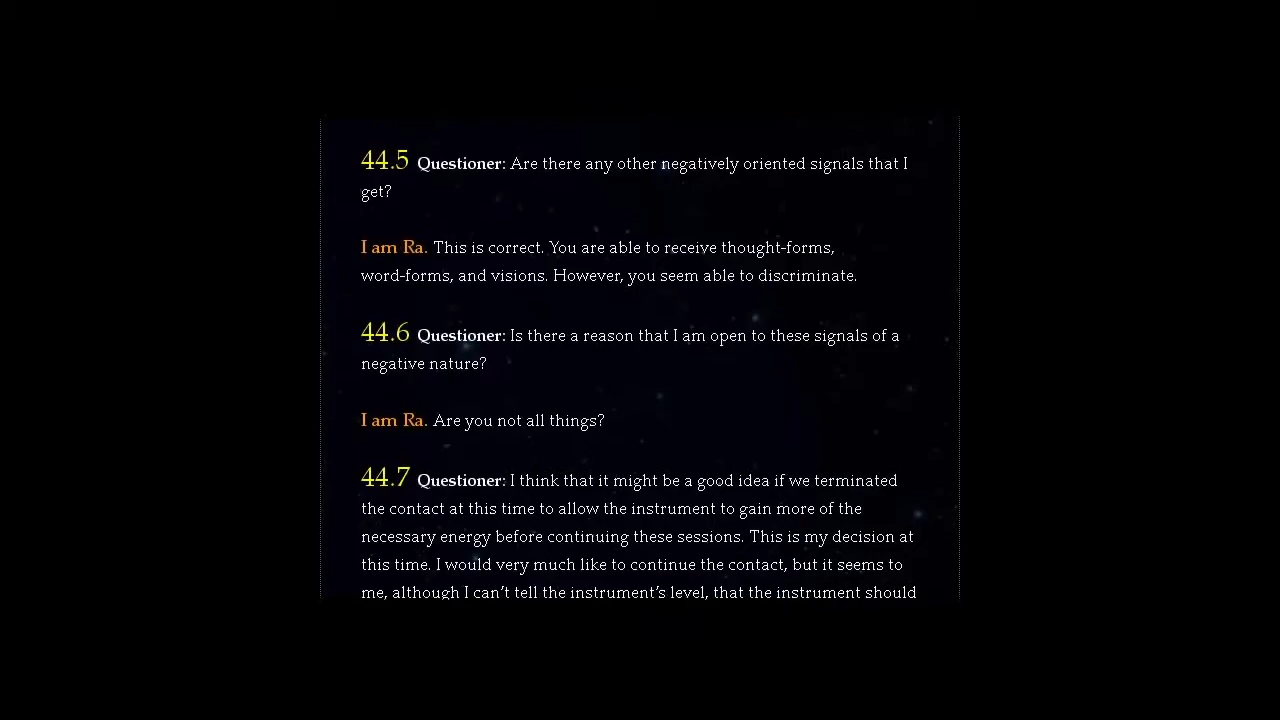 44.5 Questioner: Are there any other negatively oriented signals that I
get?
I am Ra. This is correct. You are able to receive thought-forms,
word-forms, and visions. However, you seem able to discriminate.
44.6 Questioner: Is there a reason that I am open to these signals of a
negative nature?
I am Ra. Are you not all things?
44.7 Questioner: I think that it might be a good idea if we terminated
the contact at this time to allow the instrument to gain more of the
necessary energy before continuing these sessions. This is my decision at
this time. I would very much like to continue the contact, but it seems to
me, although I can’t tell the instrument’s level, that the instrument should